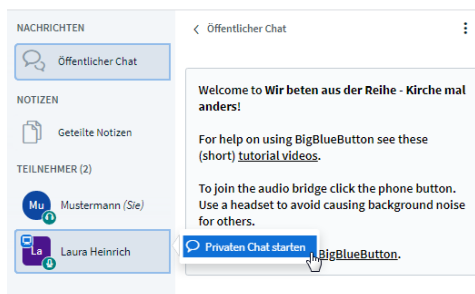 NACHRICHTEN
Öffentlicher Chat
NOTIZEN
Geteilte Notizen
TEILNEHMER (2)
Mu
Mustermann (Sie)
La
Laura Heinrich
Privaten Chat starten
Öffentlicher Chat
Welcome to Wir beten aus der Reihe - Kirche mal
anders!
For help on using BigBlueButton see these
(short) tutorial videos.
To join the audio bridge click the phone button.
Use a headset to avoid causing background noise
for others.
BigBlueButton.